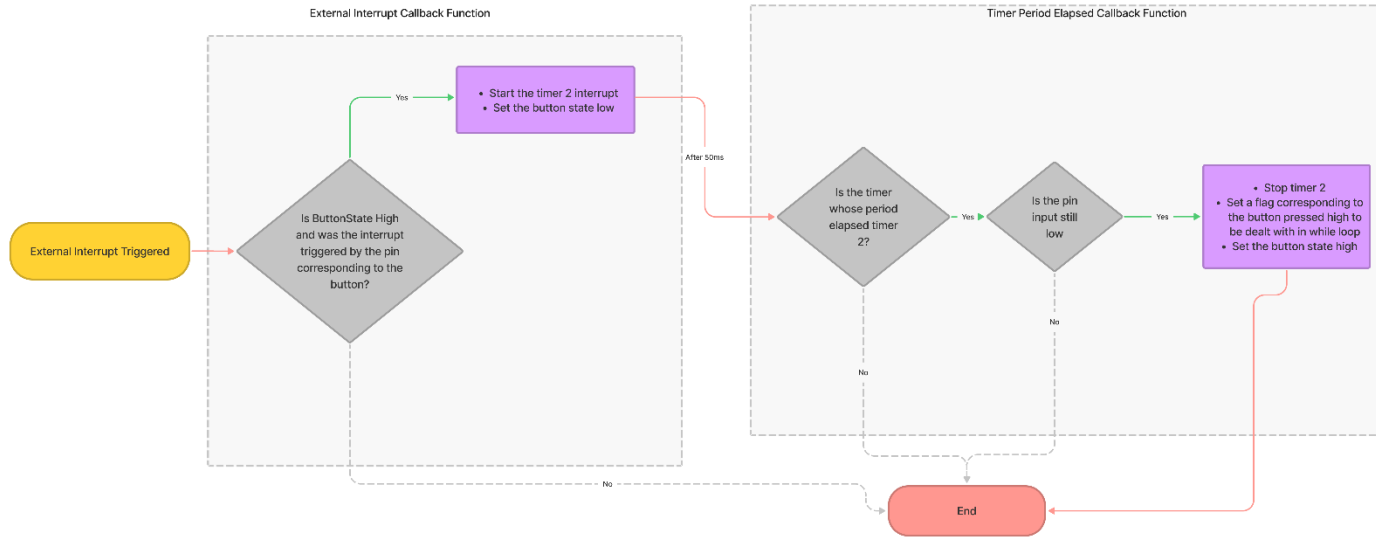 External Interrupt Callback Function
Timer Period Elapsed Callback Function
External Interrupt Triggered
Is ButtonState High
and was the interrupt
triggered by the pin
corresponding to the
button?
Yes
• Start the timer 2 interrupt
• Set the button state low
No
After 50ms
Is the timer
whose period
elapsed timer
2?
Yes
No
Is the pin
input still
low
Yes
No
• Stop timer 2
• Set a flag corresponding to
the button pressed high to
be dealt with in while loop
• Set the button state high
End